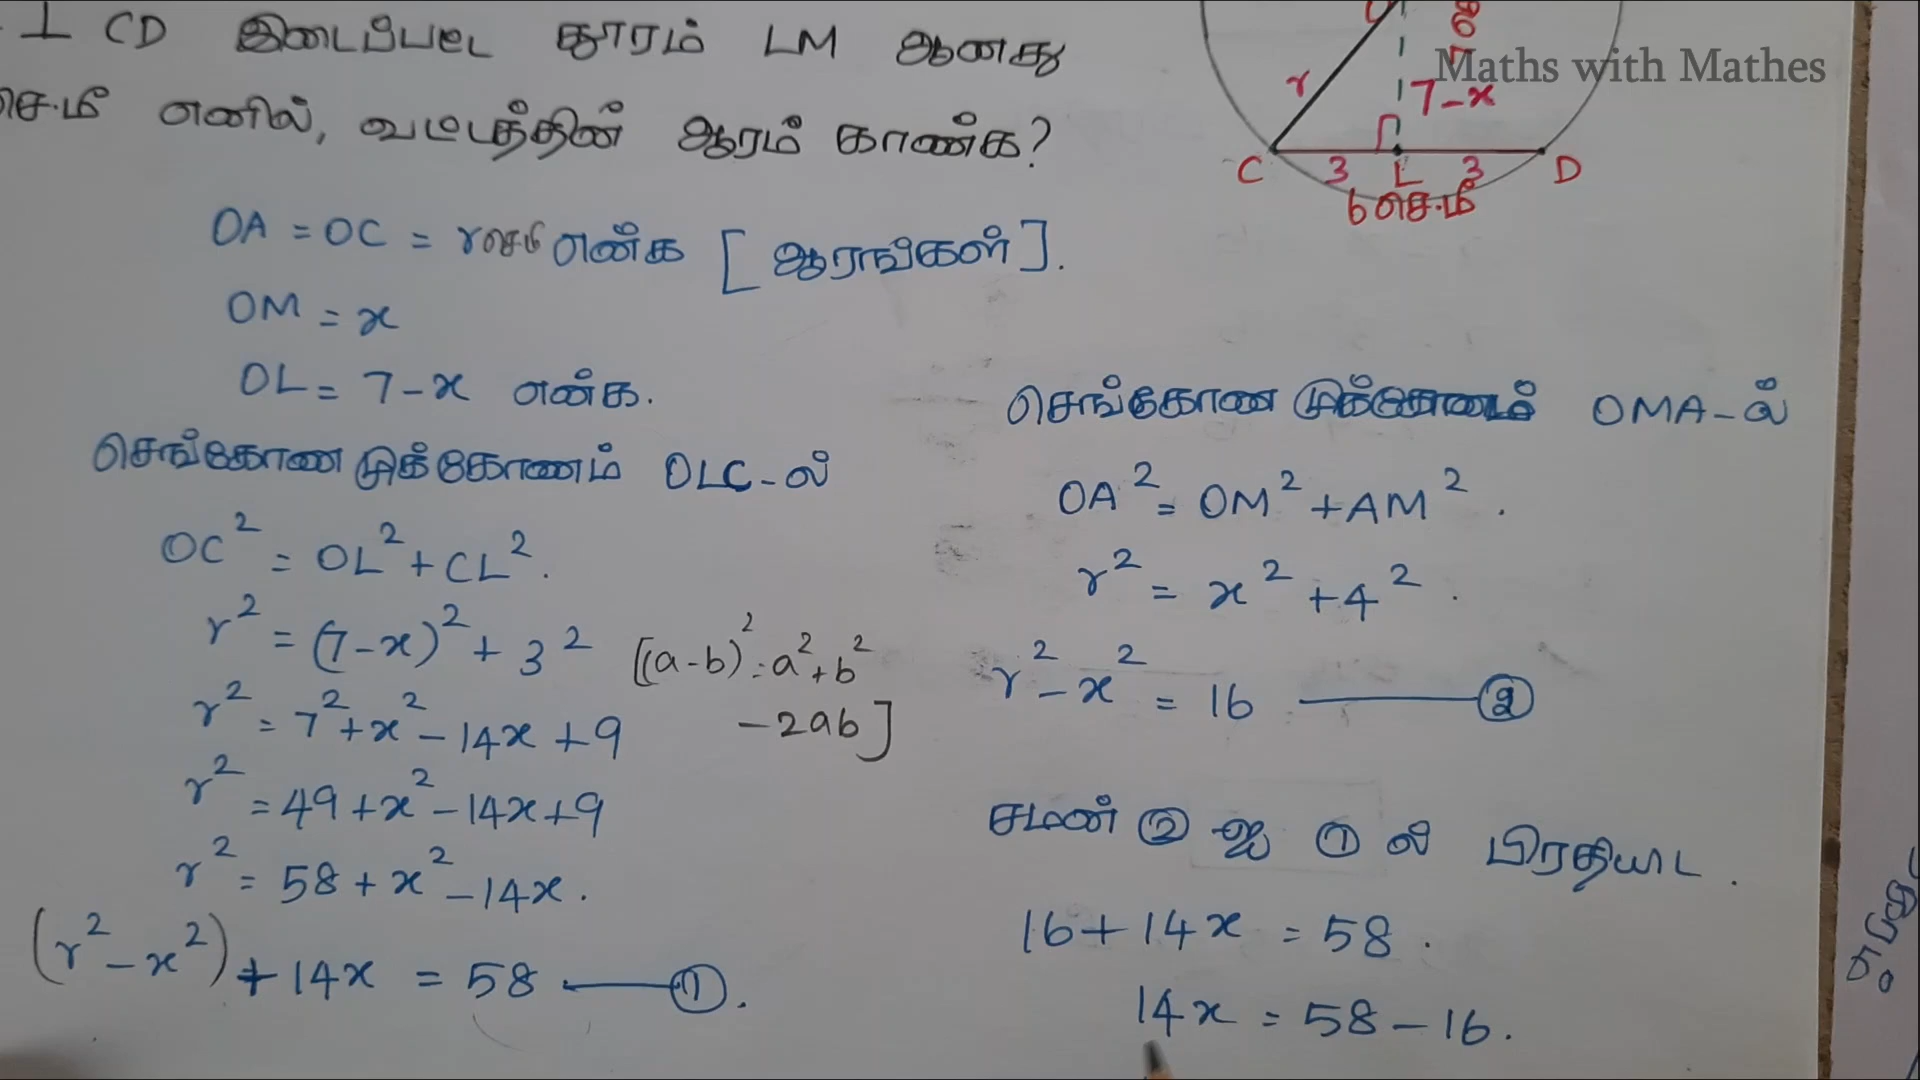 ⊥ CD இடைப்பட்ட தூரம் LM ஆனது
செ.மீ எனில், வட்டத்தின் ஆரம் காண்க?
Maths with Mathes
r
7-x
C 3 L 3 D
6 செ.மீ
OA = OC = r செமீ என்க [ஆரங்கள்].
OM = x
OL = 7-x என்க.
செங்கோண முக்கோணம் OLC-ல்
OC² = OL² + CL².
r² = (7-x)² + 3² [(a-b)² = a² + b²
-2ab]
r² = 7² + x² - 14x + 9
r² = 49 + x² - 14x + 9
r² = 58 + x² - 14x.
(r² - x²) + 14x = 58 —— ①.
செங்கோண முக்கோணம் OMA-ல்
OA² = OM² + AM².
r² = x² + 4².
r² - x² = 16 —— ②
சமன் ② ஐ ① ல் பிரதியிட.
16 + 14x = 58.
14x = 58 - 16.